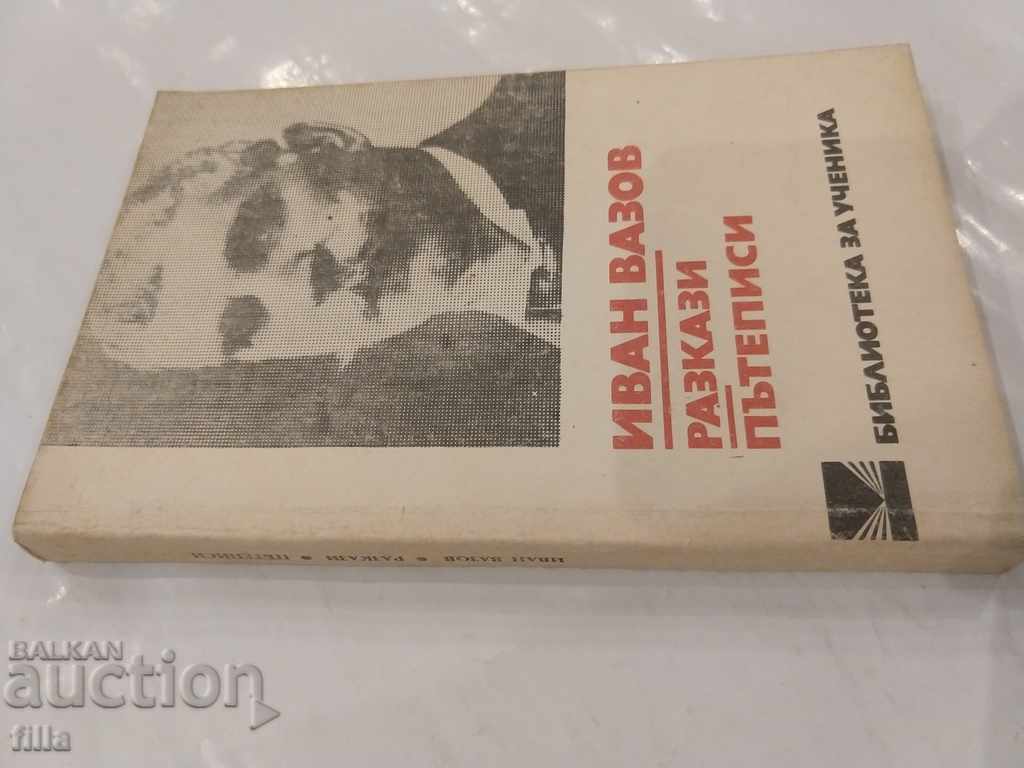 ИВАН ВАЗОВ
РАЗКАЗИ
ПЪТЕПИСИ
БИБЛИОТЕКА ЗА УЧЕНИКА
ИВАН ВАЗОВ • РАЗКАЗИ • ПЪТЕПИСИ
BALKAN
auction
filla